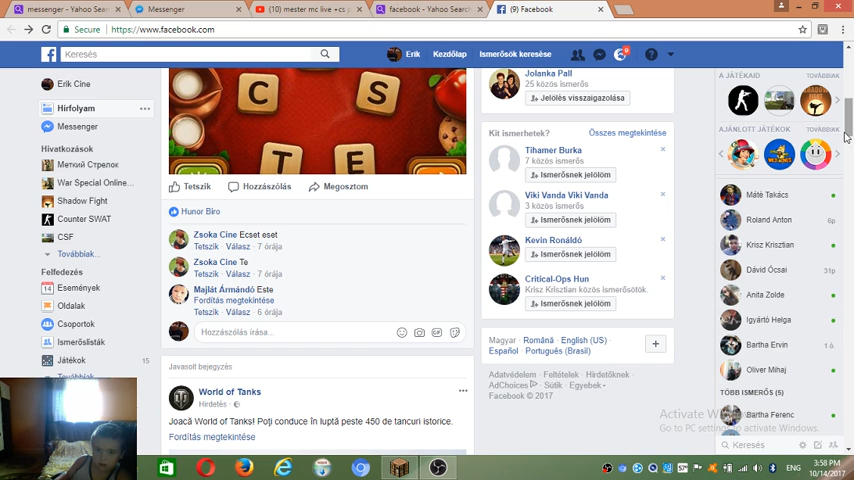 messenger - Yahoo Sear
Messenger
(10) mester mc live +cs p
facebook - Yahoo Searc
(9) Facebook
Secure
https://www.facebook.com
Keresés
Erik
Kezdőlap
Ismerősök keresése
Erik Cine
Hírfolyam
Messenger
Hivatkozások
Меткий Стрелок
War Special Online...
Shadow Fight
Counter SWAT
CSF
Továbbiak...
Felfedezés
Események
Oldalak
Csoportok
Ismerőslisták
Játékok
15
C
S
T
E
Tetszik
Hozzászólás
Megosztom
Hunor Bíro
Zsoka Cine Ecset eset
Tetszik · Válasz · 7 órája
Zsoka Cine Te
Tetszik · Válasz · 7 órája
Majlát Ármándó Este
Fordítás megtekintése
Tetszik · Válasz · 6 órája
Hozzászólás írása...
Javasolt bejegyzés
World of Tanks
Hirdetés ·
Joacă World of Tanks! Poți conduce în luptă peste 450 de tancuri istorice.
Fordítás megtekintése
Jolanka Pall
25 közös ismerős
Jelölés visszaigazolása
Kit ismerhetek?
Összes megtekintése
Tihamer Burka
7 közös ismerős
Ismerősnek jelölöm
Viki Vanda Viki Vanda
3 közös ismerős
Ismerősnek jelölöm
Kevin Ronáldó
Ismerősnek jelölöm
Critical-Ops Hun
Krisz Krisztian közös ismerősötök.
Ismerősnek jelölöm
Magyar · Română · English (US) ·
Español · Português (Brasil)
Adatvédelem · Feltételek · Hirdetőknek ·
AdChoices · Sütik · Egyebek
Facebook © 2017
A JÁTÉKAID
TOVÁBBIAK
AJÁNLOTT JÁTÉKOK
TOVÁBBIAK
Máté Takács
Roland Anton
6p
Krisz Krisztian
Dávid Ócsai
31p
Anita Zolde
Igyártó Helga
Bartha Ervin
1 ó.
Oliver Mihaj
TÖBB ISMERŐS (5)
Bartha Ferenc
Activate
Go to PC settings to activate Windows.
Keresés
ENG
3:58 PM
10/14/2017